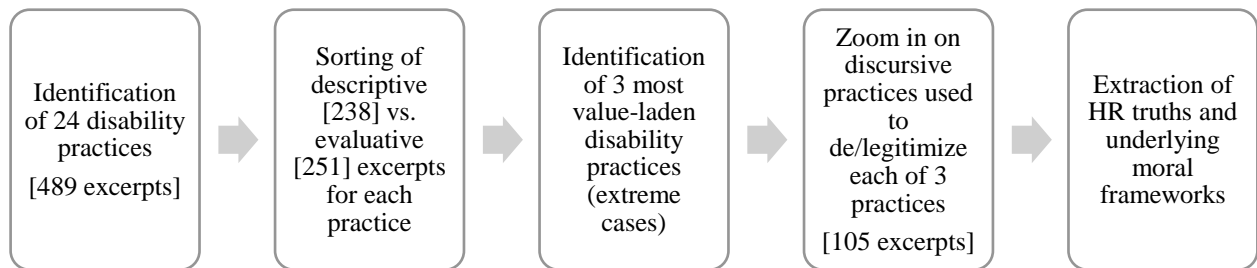 Identification
of 24 disability
practices
[489 excerpts]
Sorting of
descriptive
[238] vs.
evaluative
[251] excerpts
for each
practice
Identification
of 3 most
value-laden
disability
practices
(extreme cases)
Zoom in on
discursive
practices used
to
de/legitimize
each of 3
practices
[105 excerpts]
Extraction of
HR truths and
underlying
moral
frameworks